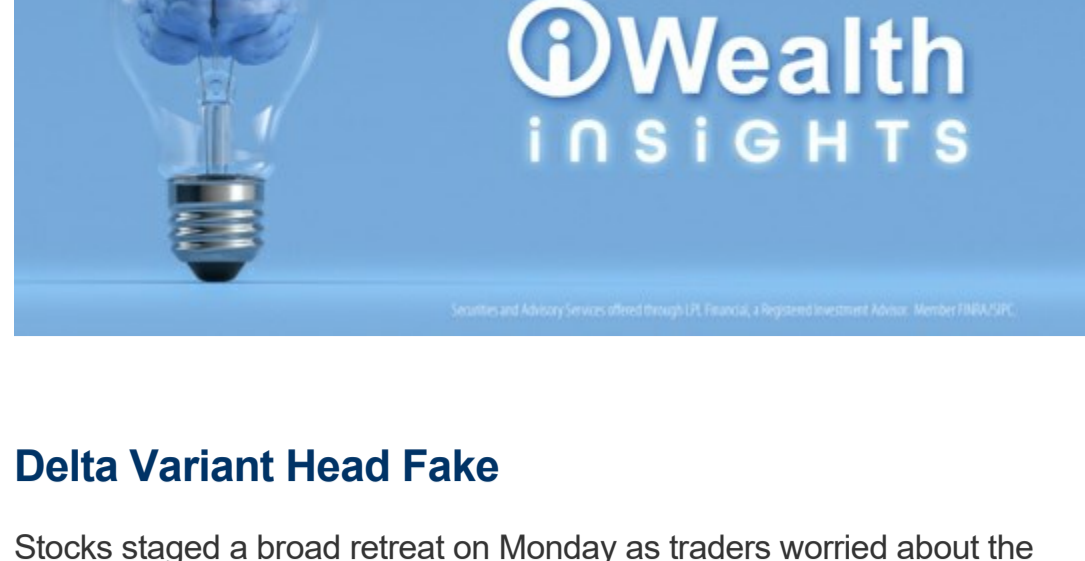 iWealth
iNSiGHTS
Securities and Advisory Services offered through LPL Financial, a Registered Investment Advisor. Member FINRA/SIPC.
Delta Variant Head Fake
Stocks staged a broad retreat on Monday as traders worried about the